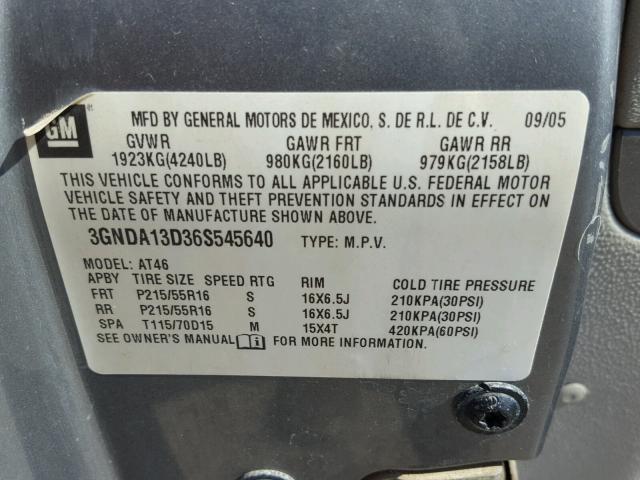 GM
MFD BY GENERAL MOTORS DE MEXICO, S. DE R.L. DE C.V. 09/05
GVWR GAWR FRT GAWR RR
1923KG(4240LB) 980KG(2160LB) 979KG(2158LB)
THIS VEHICLE CONFORMS TO ALL APPLICABLE U.S. FEDERAL MOTOR
VEHICLE SAFETY AND THEFT PREVENTION STANDARDS IN EFFECT ON
THE DATE OF MANUFACTURE SHOWN ABOVE.
3GNDA13D36S545640 TYPE: M.P.V.
MODEL: AT46
APBY TIRE SIZE SPEED RTG RIM COLD TIRE PRESSURE
FRT P215/55R16 S 16X6.5J 210KPA(30PSI)
RR P215/55R16 S 16X6.5J 210KPA(30PSI)
SPA T115/70D15 M 15X4T 420KPA(60PSI)
SEE OWNER'S MANUAL i FOR MORE INFORMATION.